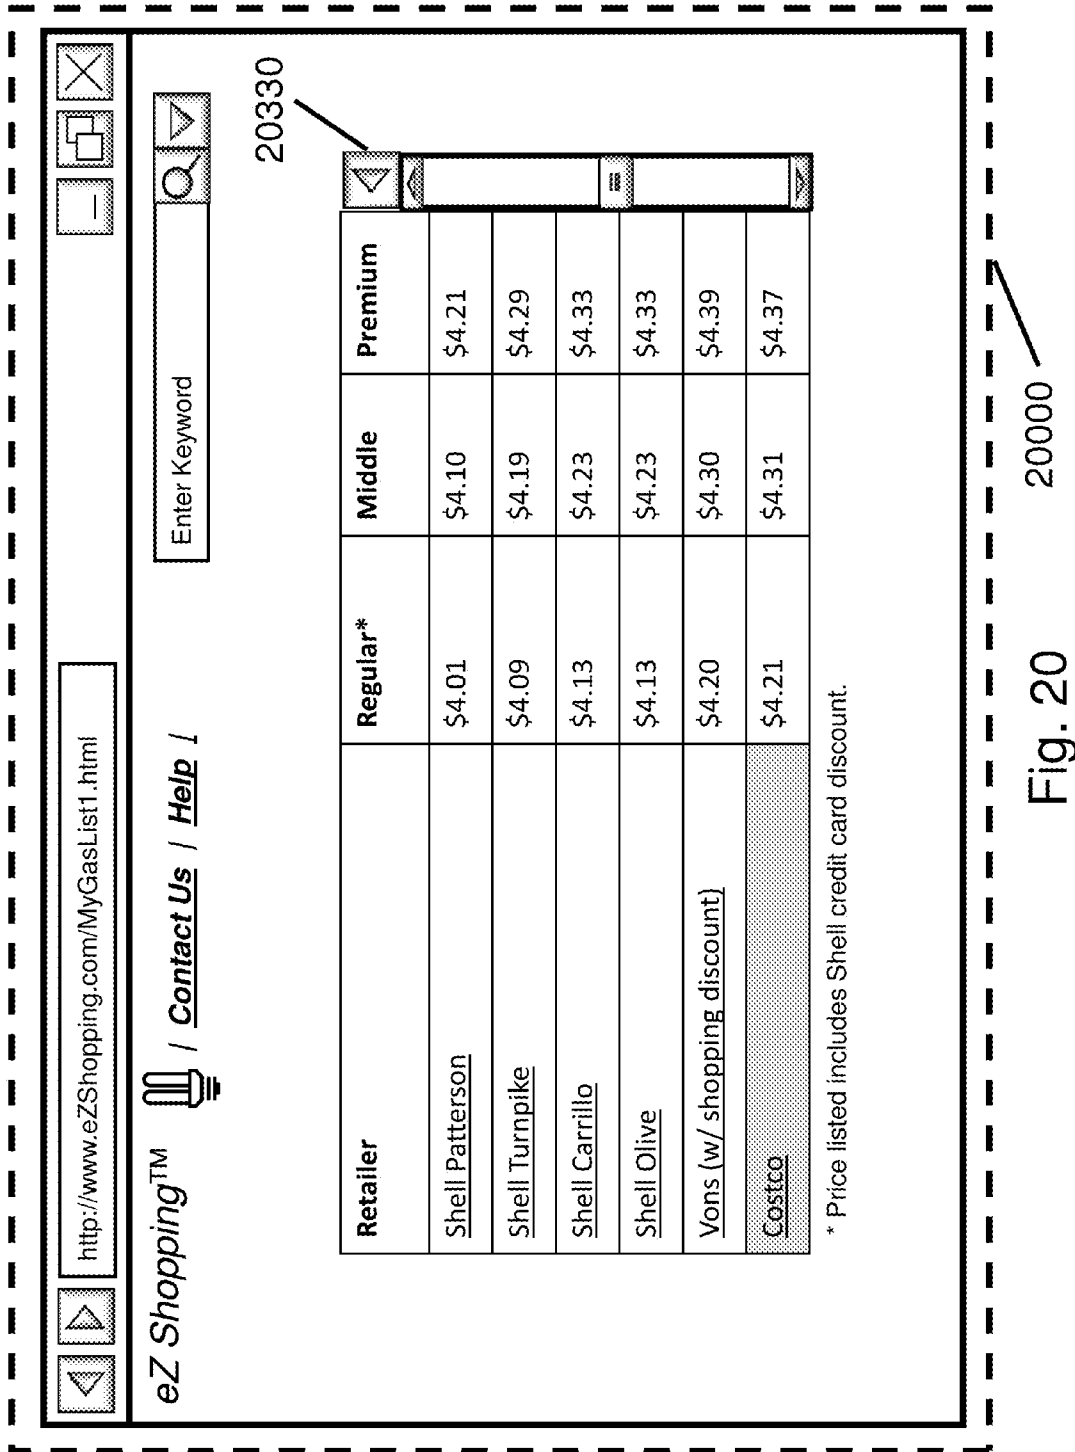 http://www.eZShopping.com/MyGasList1.html
eZ Shopping™ / Contact Us / Help /
Enter Keyword
20330
Retailer Regular* Middle Premium
Shell Patterson $4.01 $4.10 $4.21
Shell Turnpike $4.09 $4.19 $4.29
Shell Carrillo $4.13 $4.23 $4.33
Shell Olive $4.13 $4.23 $4.33
Vons (w/ shopping discount) $4.20 $4.30 $4.39
Costco $4.21 $4.31 $4.37
* Price listed includes Shell credit card discount.
20000
Fig. 20